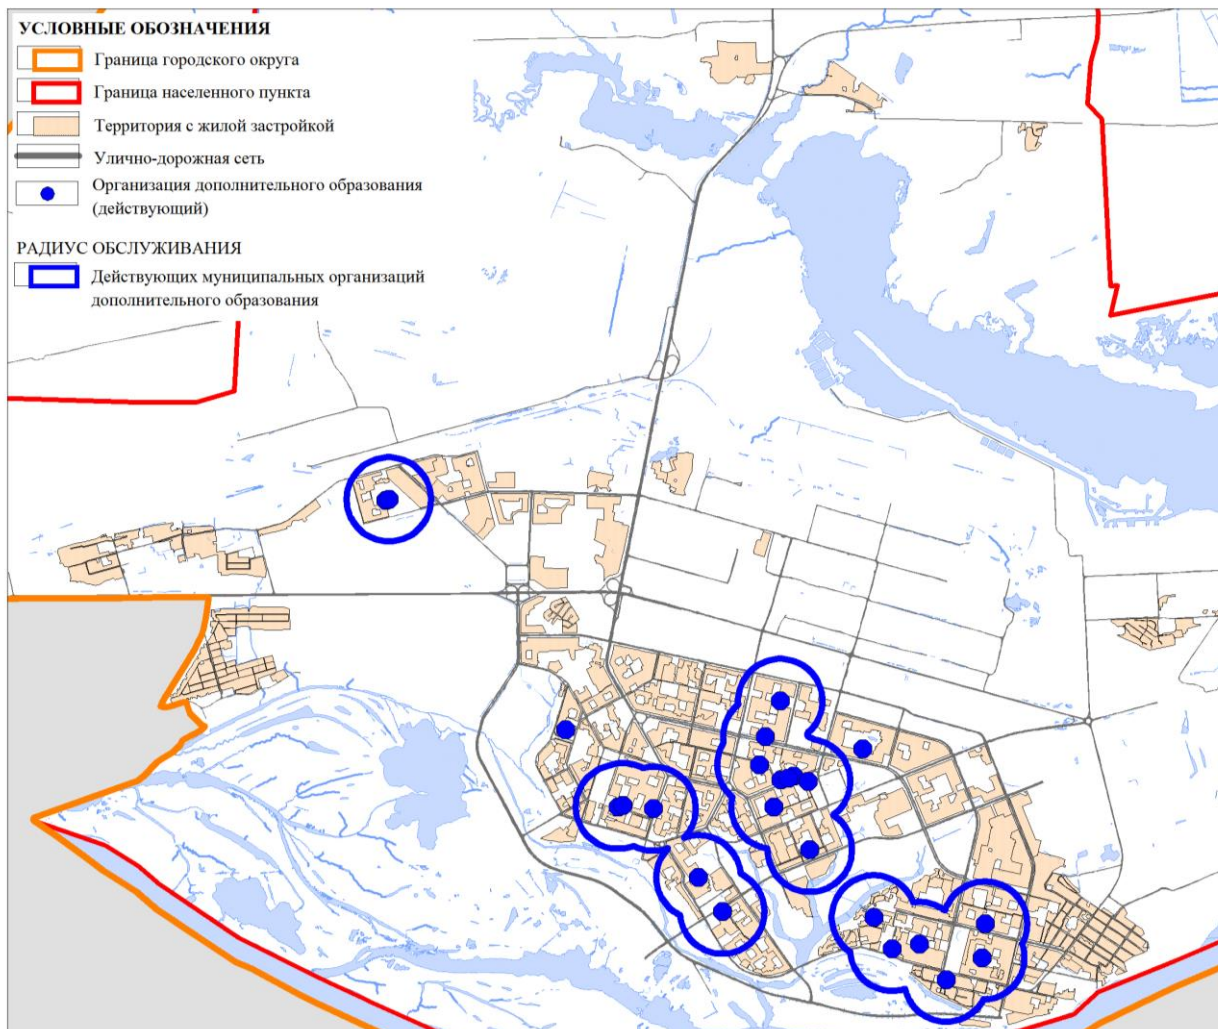 УСЛОВНЫЕ ОБОЗНАЧЕНИЯ
Граница городского округа
Граница населенного пункта
Территория с жилой застройкой
Улично-дорожная сеть
Организация дополнительного образования
(действующий)
РАДИУС ОБСЛУЖИВАНИЯ
Действующих муниципальных организаций
дополнительного образования